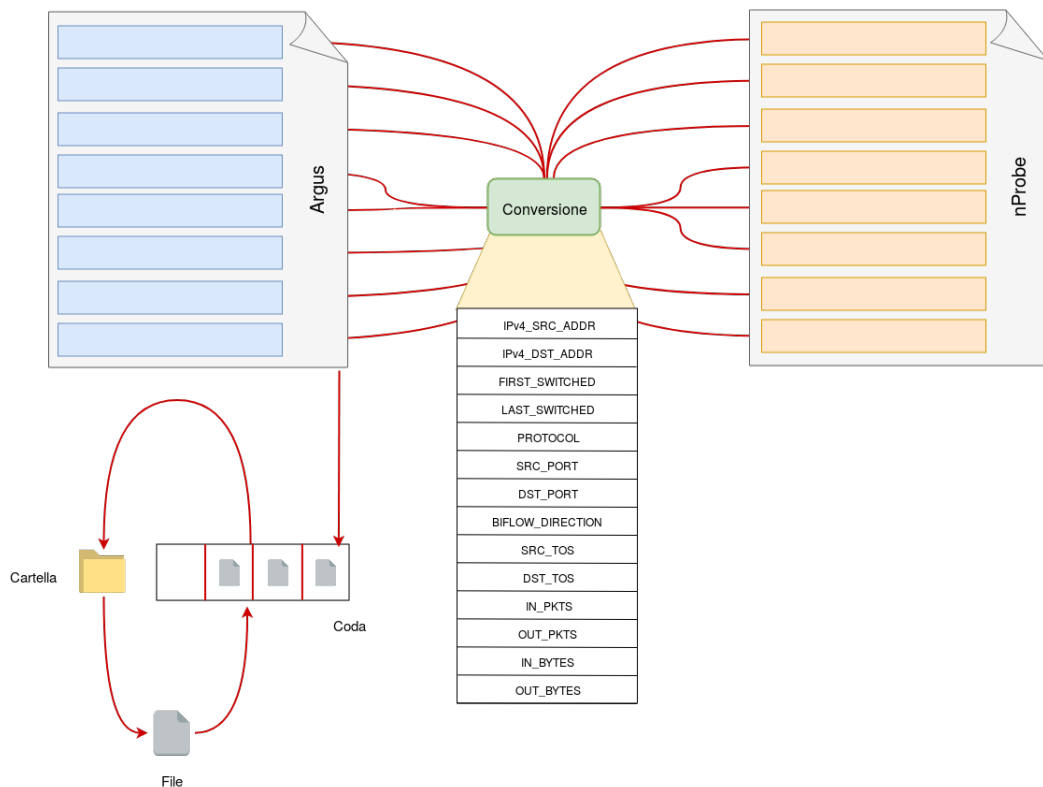 Argus
nProbe
Conversione
IPv4_SRC_ADDR
IPv4_DST_ADDR
FIRST_SWITCHED
LAST_SWITCHED
PROTOCOL
SRC_PORT
DST_PORT
BIFLOW_DIRECTION
SRC_TOS
DST_TOS
IN_PKTS
OUT_PKTS
IN_BYTES
OUT_BYTES
Cartella
Coda
File